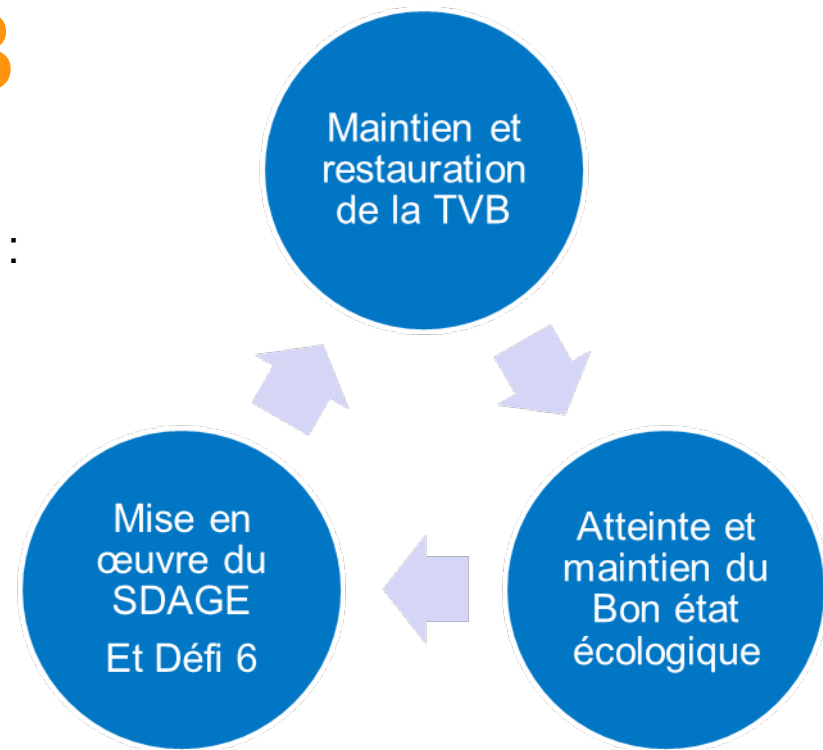 B
Maintien et
restauration
de la TVB
:
Mise en
œuvre du
SDAGE
Et Défi 6
Atteinte et
maintien du
Bon état
écologique